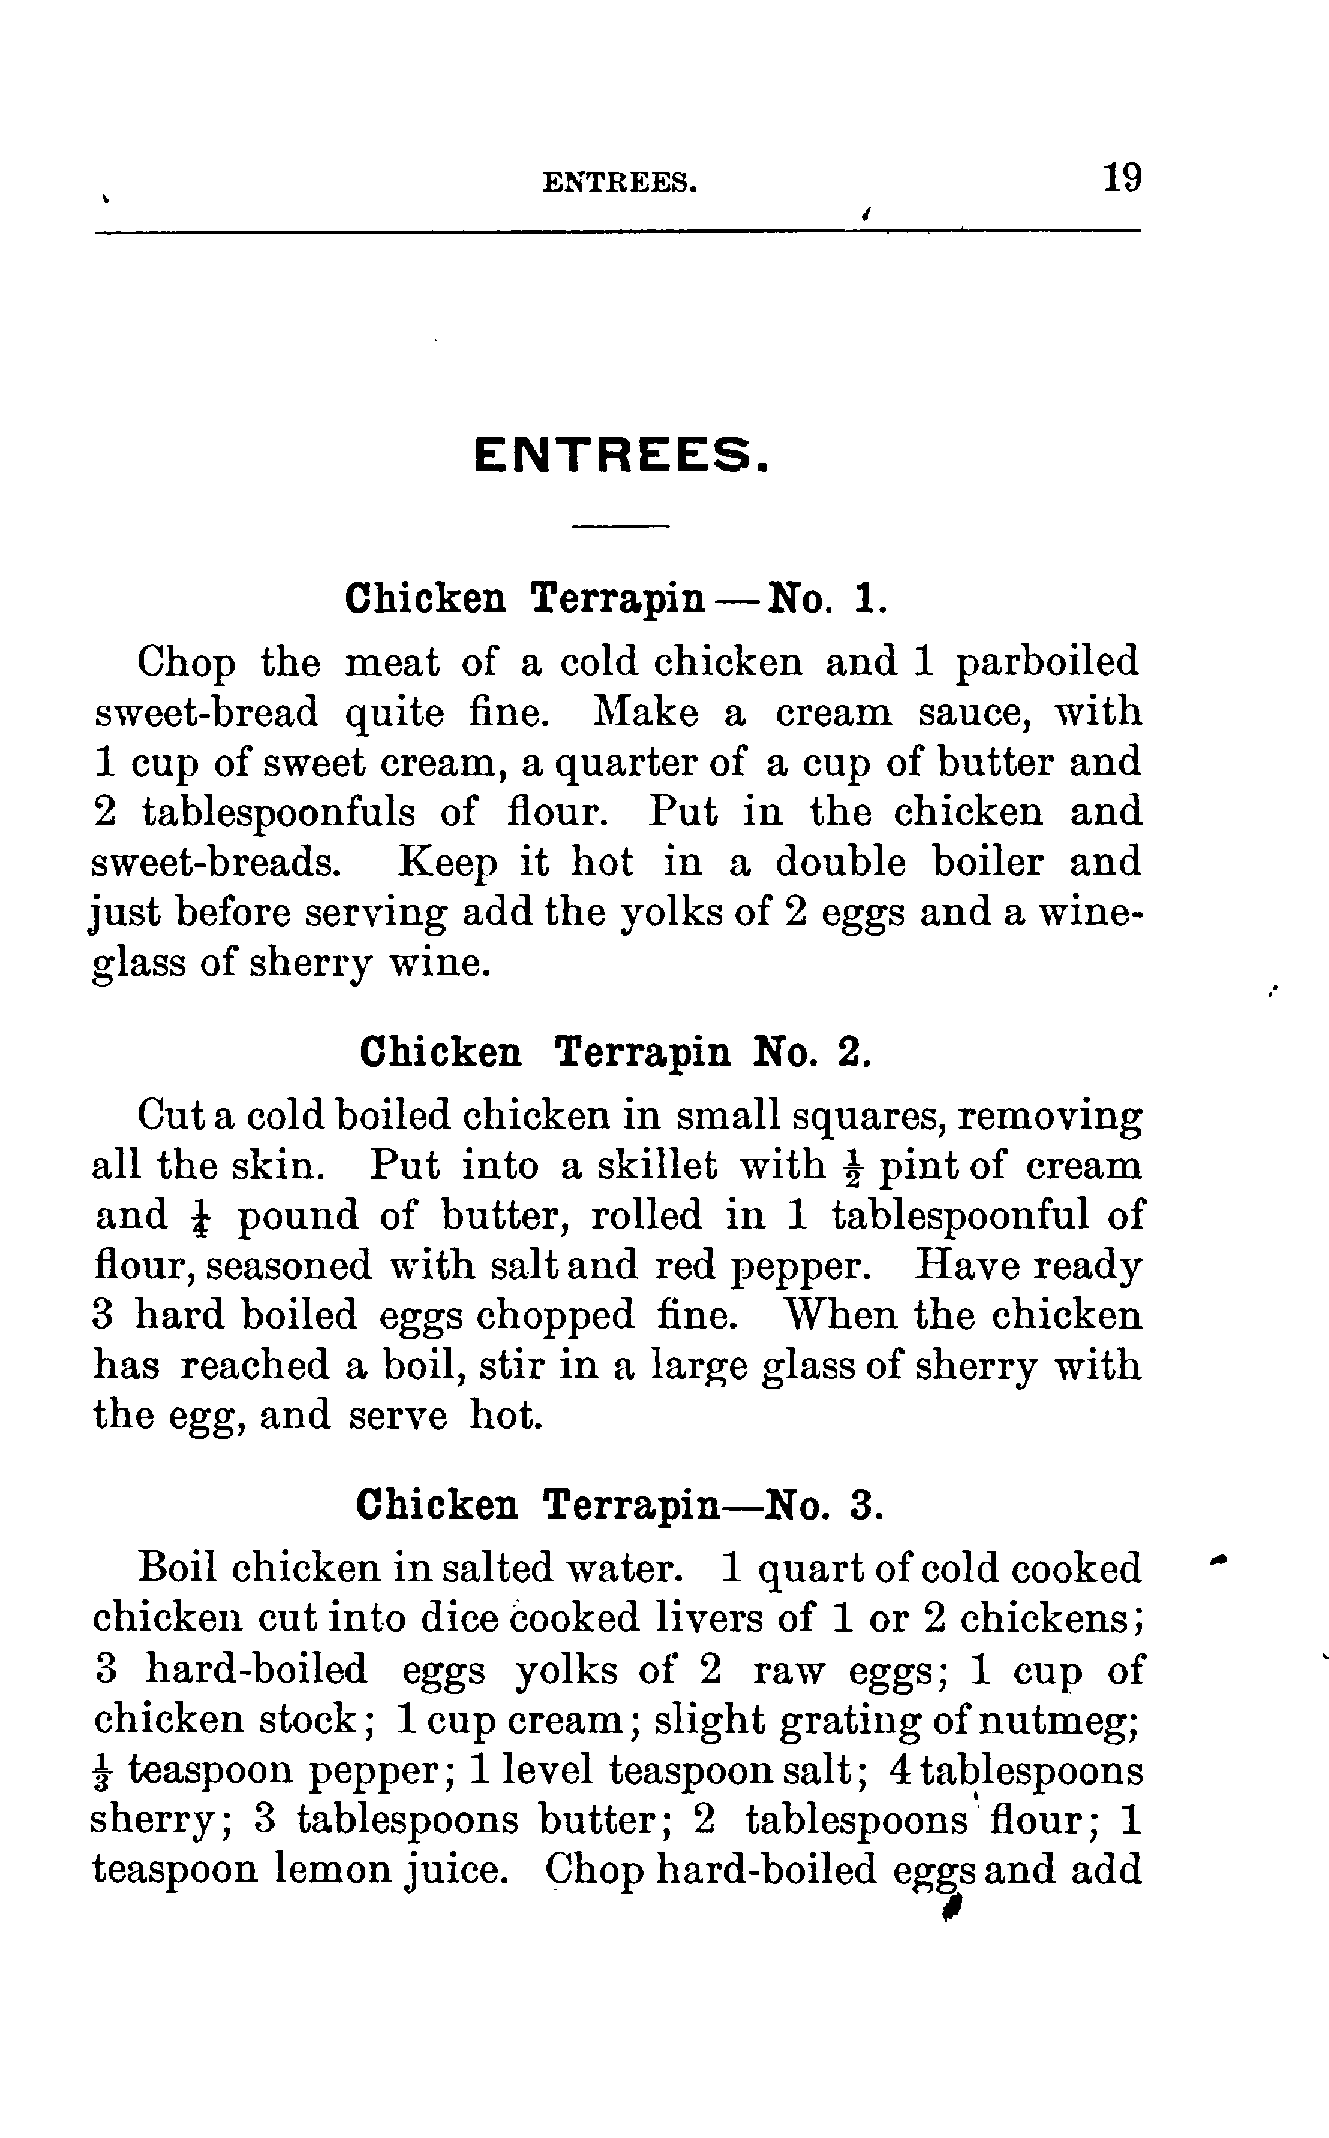 ENTREES. 19
ENTREES.
Chicken Terrapin — No. 1.
Chop the meat of a cold chicken and 1 parboiled
sweet-bread quite fine. Make a cream sauce, with
1 cup of sweet cream, a quarter of a cup of butter and
2 tablespoonfuls of flour. Put in the chicken and
sweet-breads. Keep it hot in a double boiler and
just before serving add the yolks of 2 eggs and a wine-
glass of sherry wine.
Chicken Terrapin No. 2.
Cut a cold boiled chicken in small squares, removing
all the skin. Put into a skillet with ½ pint of cream
and ¼ pound of butter, rolled in 1 tablespoonful of
flour, seasoned with salt and red pepper. Have ready
3 hard boiled eggs chopped fine. When the chicken
has reached a boil, stir in a large glass of sherry with
the egg, and serve hot.
Chicken Terrapin—No. 3.
Boil chicken in salted water. 1 quart of cold cooked
chicken cut into dice cooked livers of 1 or 2 chickens;
3 hard-boiled eggs yolks of 2 raw eggs; 1 cup of
chicken stock; 1 cup cream; slight grating of nutmeg;
⅓ teaspoon pepper; 1 level teaspoon salt; 4 tablespoons
sherry; 3 tablespoons butter; 2 tablespoons flour; 1
teaspoon lemon juice. Chop hard-boiled eggs and add